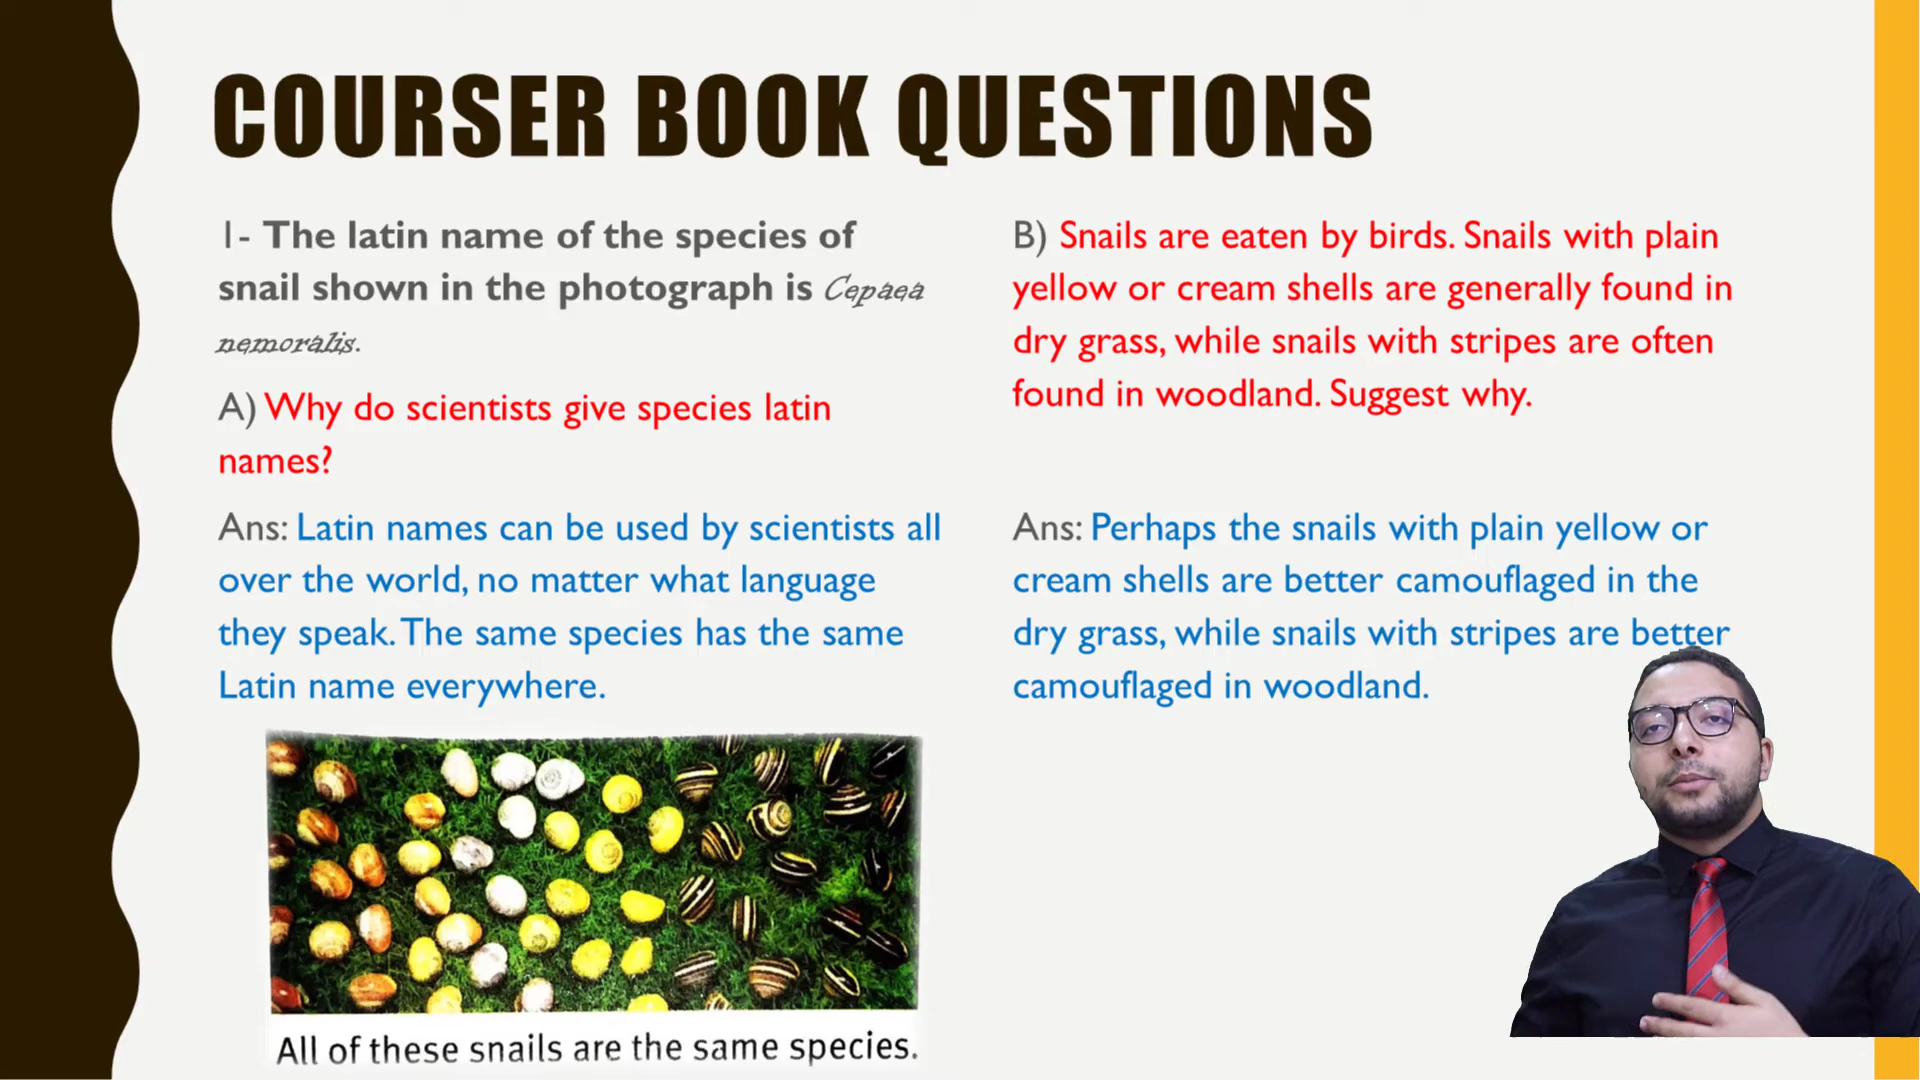 COURSER BOOK QUESTIONS
1- The latin name of the species of
snail shown in the photograph is Cepaea
nemoralis.
A) Why do scientists give species latin
names?
Ans: Latin names can be used by scientists all
over the world, no matter what language
they speak. The same species has the same
Latin name everywhere.
All of these snails are the same species.
B) Snails are eaten by birds. Snails with plain
yellow or cream shells are generally found in
dry grass, while snails with stripes are often
found in woodland. Suggest why.
Ans: Perhaps the snails with plain yellow or
cream shells are better camouflaged in the
dry grass, while snails with stripes are better
camouflaged in woodland.